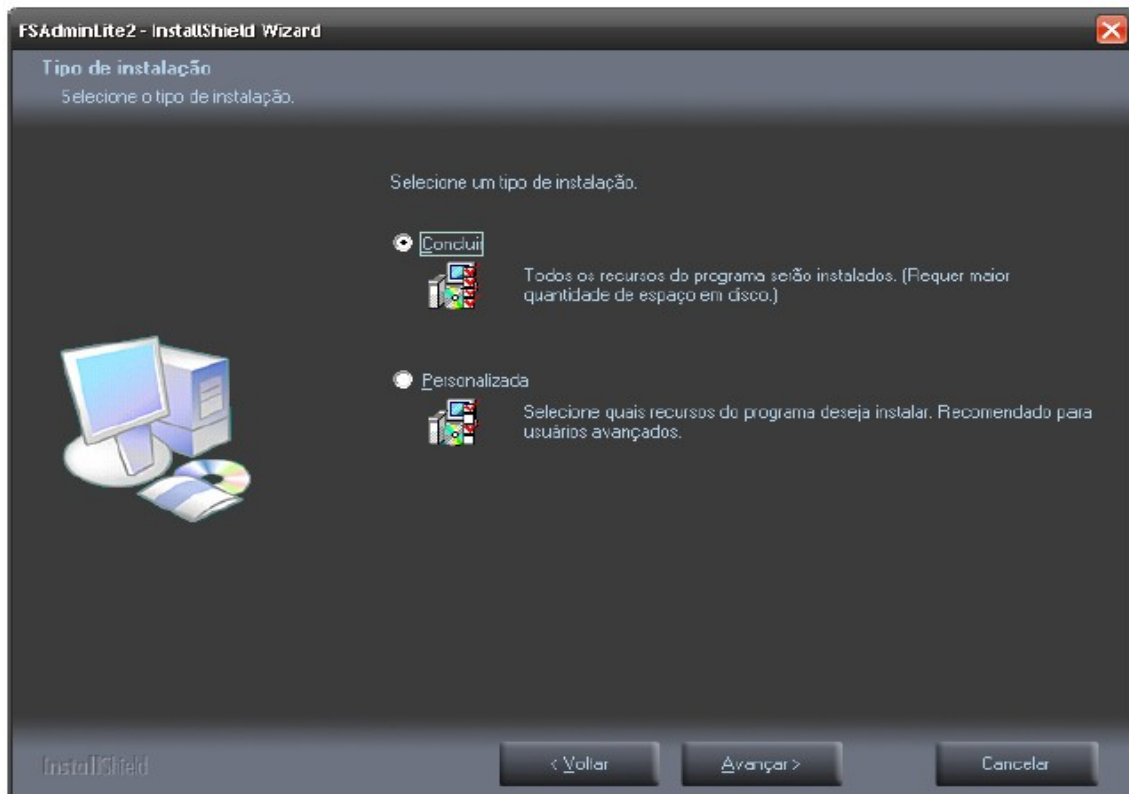 FSAdminLite2 - InstallShield Wizard
Tipo de instalação
Selecione o tipo de instalação.
Selecione um tipo de instalação.
Concluir
Todos os recursos do programa serão instalados. (Requer maior
quantidade de espaço em disco.)
Personalizada
Selecione quais recursos do programa deseja instalar. Recomendado para
usuários avançados.
InstallShield
< Voltar
Avançar >
Cancelar